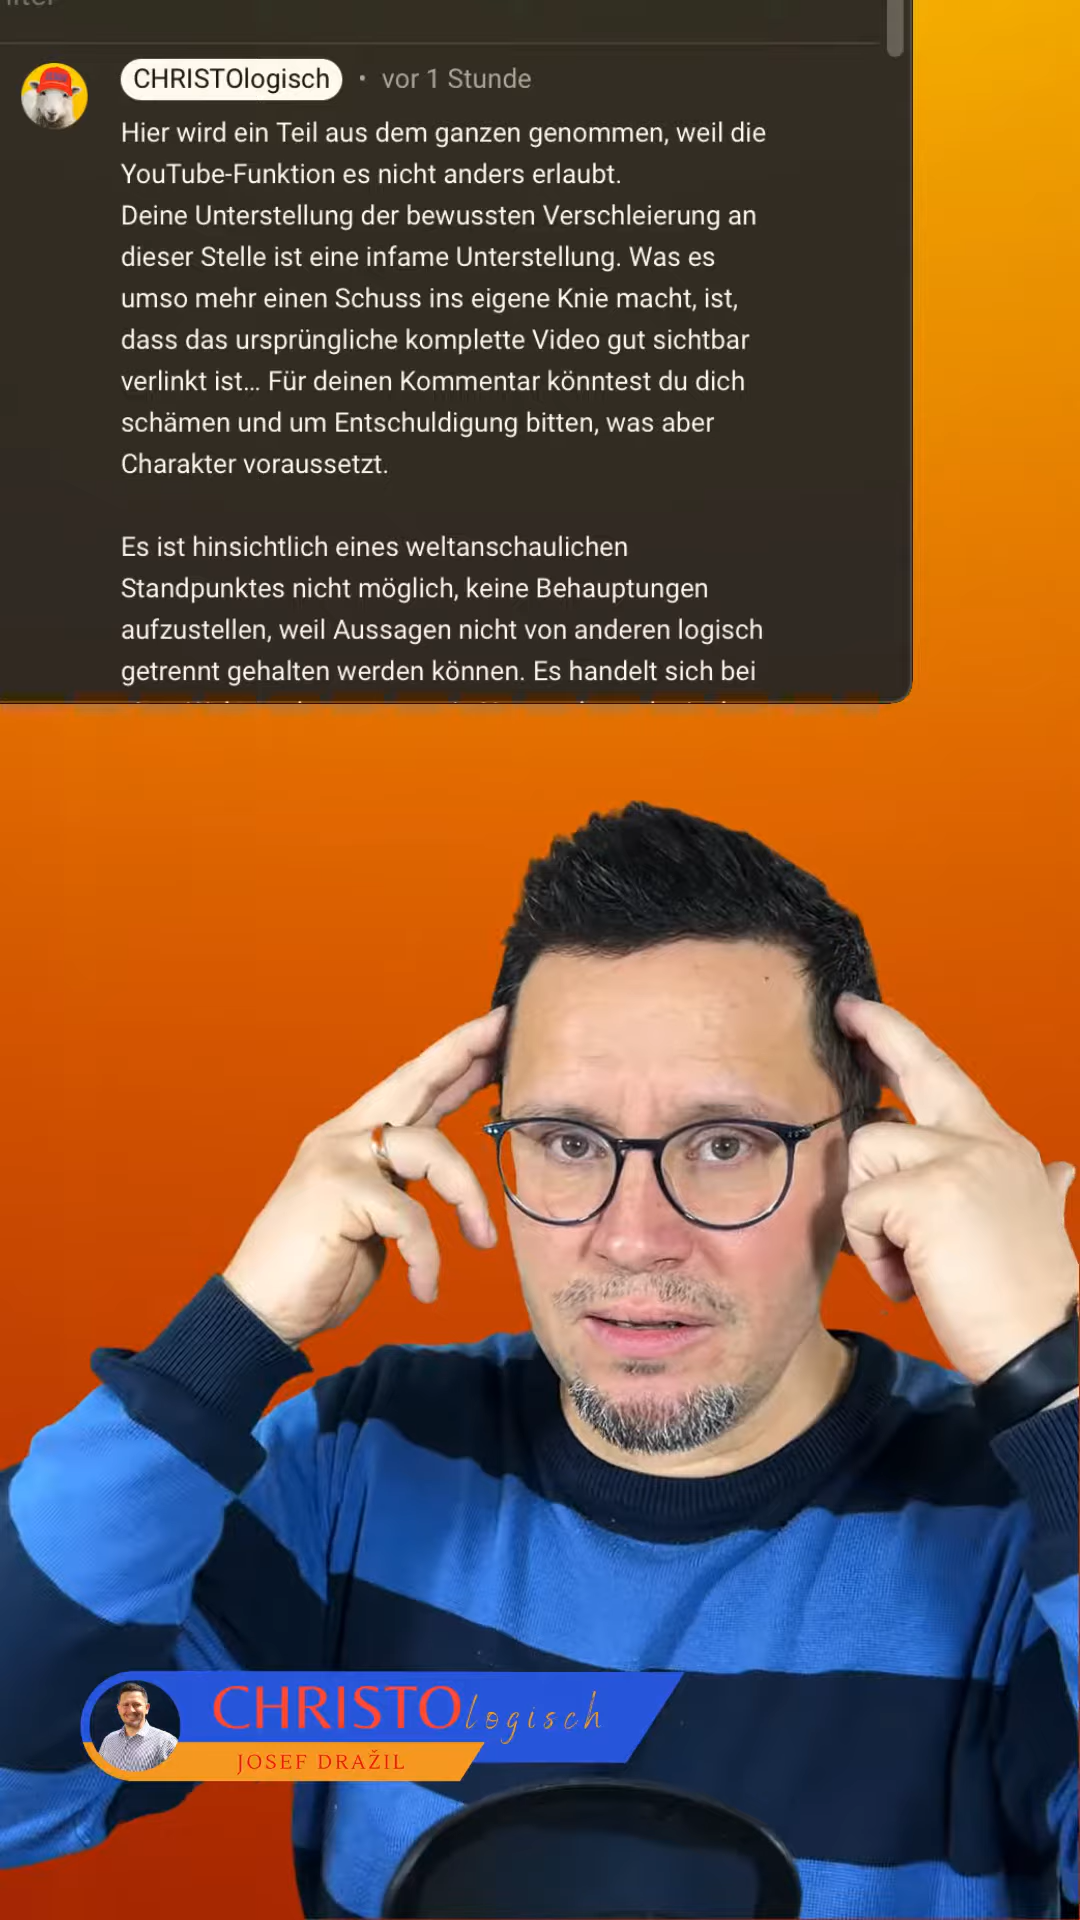 CHRISTOlogisch • vor 1 Stunde
Hier wird ein Teil aus dem ganzen genommen, weil die
YouTube-Funktion es nicht anders erlaubt.
Deine Unterstellung der bewussten Verschleierung an
dieser Stelle ist eine infame Unterstellung. Was es
umso mehr einen Schuss ins eigene Knie macht, ist,
dass das ursprüngliche komplette Video gut sichtbar
verlinkt ist... Für deinen Kommentar könntest du dich
schämen und um Entschuldigung bitten, was aber
Charakter voraussetzt.
Es ist hinsichtlich eines weltanschaulichen
Standpunktes nicht möglich, keine Behauptungen
aufzustellen, weil Aussagen nicht von anderen logisch
getrennt gehalten werden können. Es handelt sich bei
CHRISTOlogisch
JOSEF DRAŽIL